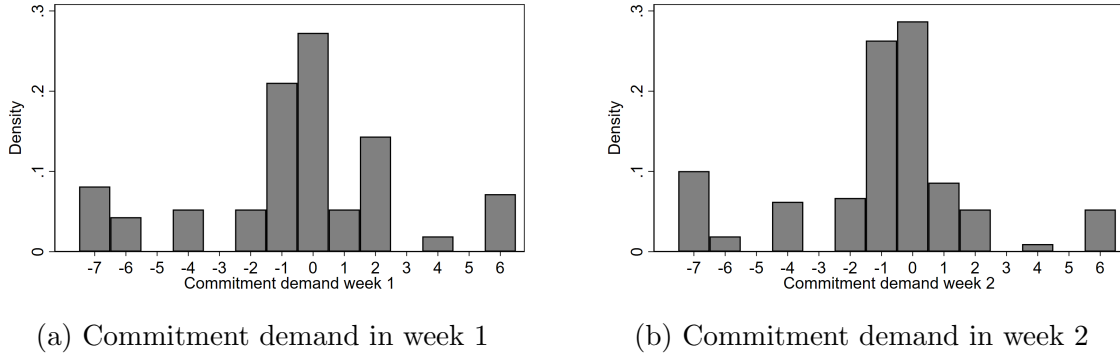 .3
.2
.1
0
Density
-7 -6 -5 -4 -3 -2 -1 0 1 2 3 4 5 6
Commitment demand week 1
(a) Commitment demand in week 1
.3
.2
.1
0
Density
-7 -6 -5 -4 -3 -2 -1 0 1 2 3 4 5 6
Commitment demand week 2
(b) Commitment demand in week 2